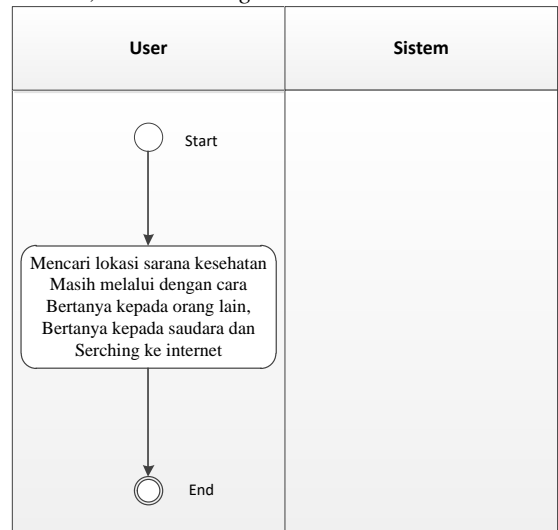 User
Sistem
Start
Mencari lokasi sarana kesehatan
Masih melalui dengan cara
Bertanya kepada orang lain,
Bertanya kepada saudara dan
Serching ke internet
End